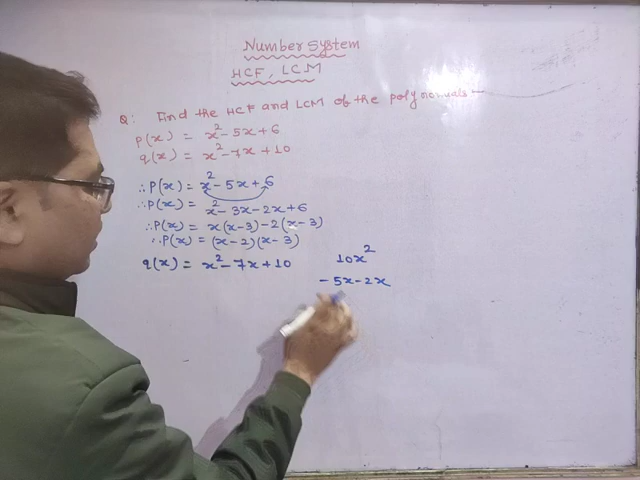 Number System
HCF, LCM
Q: Find the HCF and LCM of the polynomials -
P(x) = x² - 5x + 6
q(x) = x² - 7x + 10
∴ P(x) = x² - 5x + 6
∴ P(x) = x² - 3x - 2x + 6
∴ P(x) = x(x-3) - 2(x-3)
∴ P(x) = (x-2)(x-3)
q(x) = x² - 7x + 10
10x²
- 5x - 2x